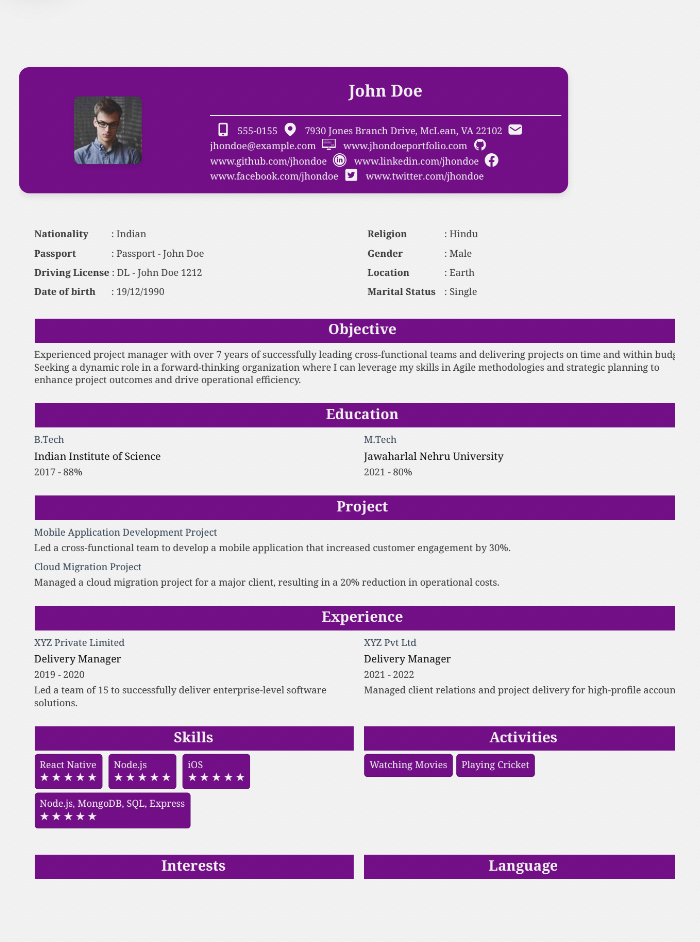 John Doe
555-0155 7930 Jones Branch Drive, McLean, VA 22102
jhondoe@example.com www.jhondoeportfolio.com
www.github.com/jhondoe www.linkedin.com/jhondoe
www.facebook.com/jhondoe www.twitter.com/jhondoe
Nationality : Indian
Religion : Hindu
Passport : Passport - John Doe
Gender : Male
Driving License : DL - John Doe 1212
Location : Earth
Date of birth : 19/12/1990
Marital Status : Single
Objective
Experienced project manager with over 7 years of successfully leading cross-functional teams and delivering projects on time and within
Seeking a dynamic role in a forward-thinking organization where I can leverage my skills in Agile methodologies and strategic planning to
enhance project outcomes and drive operational efficiency.
Education
B.Tech
Indian Institute of Science
2017 - 88%
M.Tech
Jawaharlal Nehru University
2021 - 80%
Project
Mobile Application Development Project
Led a cross-functional team to develop a mobile application that increased customer engagement by 30%.
Cloud Migration Project
Managed a cloud migration project for a major client, resulting in a 20% reduction in operational costs.
Experience
XYZ Private Limited
Delivery Manager
2019 - 2020
Led a team of 15 to successfully deliver enterprise-level software
solutions.
XYZ Pvt Ltd
Delivery Manager
2021 - 2022
Managed client relations and project delivery for high-profile accoun
Skills
React Native
★★★★★
Node.js
★★★★★
iOS
★★★★★
Node.js, MongoDB, SQL, Express
★★★★★
Activities
Watching Movies
Playing Cricket
Interests
Language